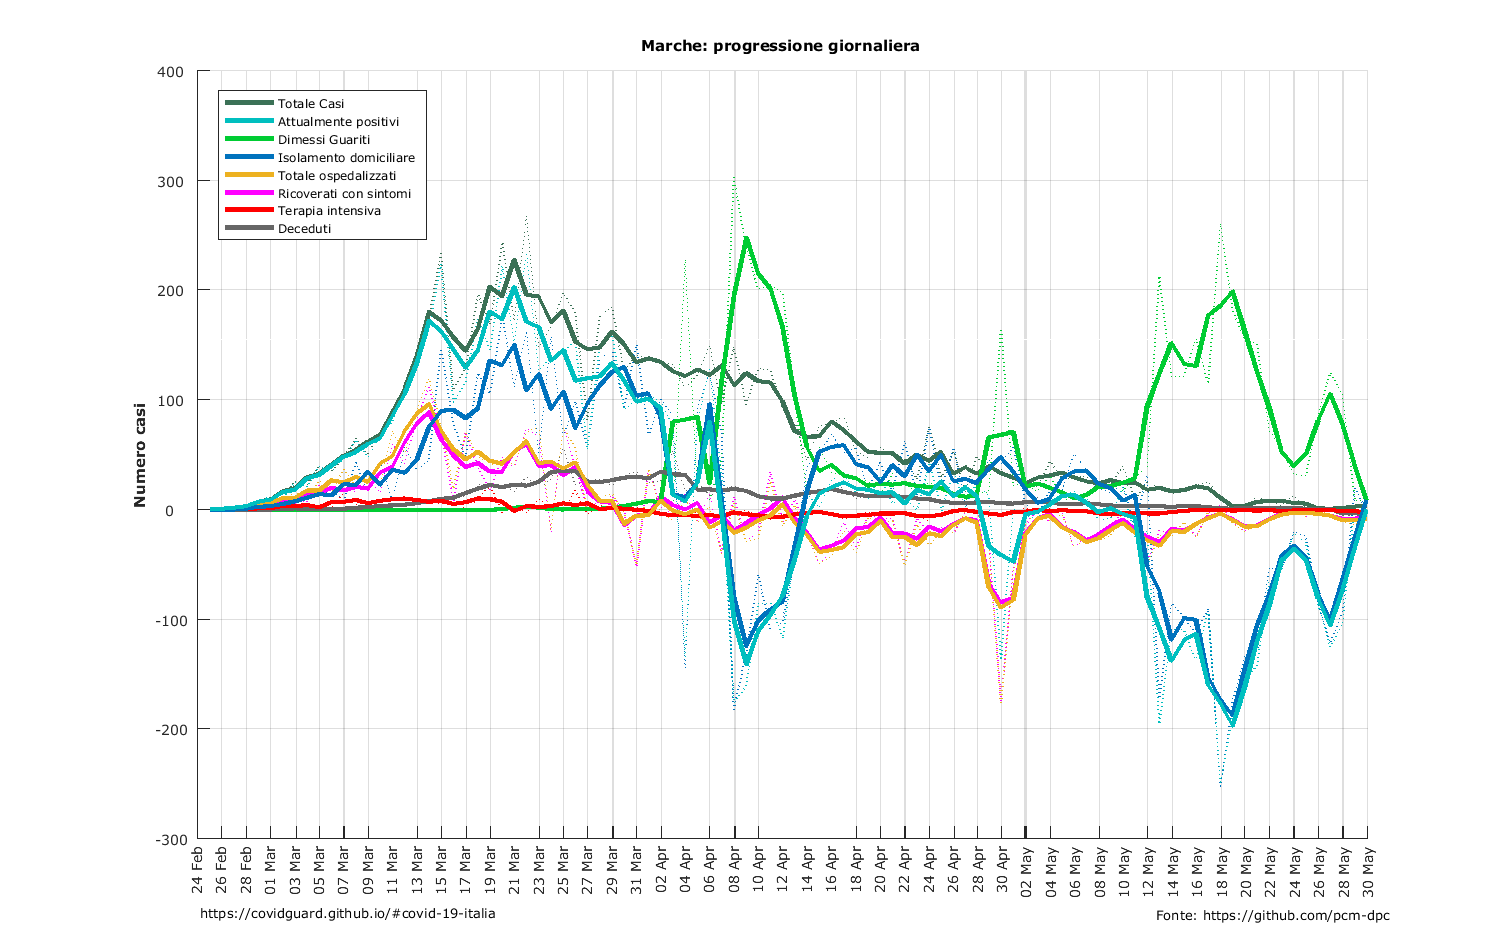 Marche: progressione giornaliera
400
300
200
100
0
-100
-200
-300
Numero casi
Totale Casi
Attualmente positivi
Dimessi Guariti
Isolamento domiciliare
Totale ospedalizzati
Ricoverati con sintomi
Terapia intensiva
Deceduti
24 Feb
26 Feb
28 Feb
01 Mar
03 Mar
05 Mar
07 Mar
09 Mar
11 Mar
13 Mar
15 Mar
17 Mar
19 Mar
21 Mar
23 Mar
25 Mar
27 Mar
29 Mar
31 Mar
02 Apr
04 Apr
06 Apr
08 Apr
10 Apr
12 Apr
14 Apr
16 Apr
18 Apr
20 Apr
22 Apr
24 Apr
26 Apr
28 Apr
30 Apr
02 May
04 May
06 May
08 May
10 May
12 May
14 May
16 May
18 May
20 May
22 May
24 May
26 May
28 May
30 May
https://covidguard.github.io/#covid-19-italia
Fonte: https://github.com/pcm-dpc